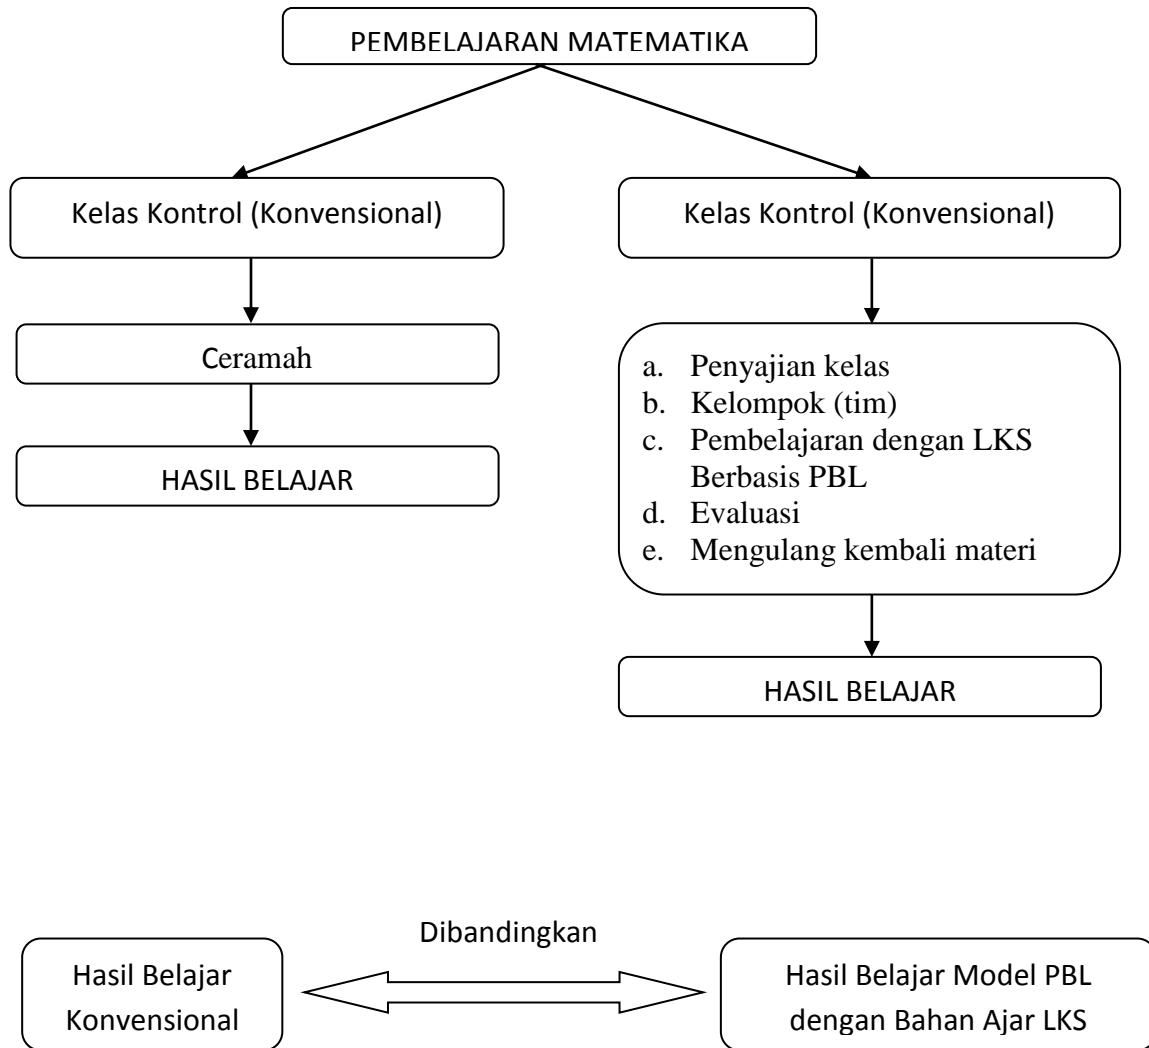 PEMBELAJARAN MATEMATIKA
Kelas Kontrol (Konvensional)
Kelas Kontrol (Konvensional)
Ceramah
HASIL BELAJAR
a. Penyajian kelas
b. Kelompok (tim)
c. Pembelajaran dengan LKS
Berbasis PBL
d. Evaluasi
e. Mengulang kembali materi
HASIL BELAJAR
Dibandingkan
Hasil Belajar
Konvensional
Hasil Belajar Model PBL
dengan Bahan Ajar LKS